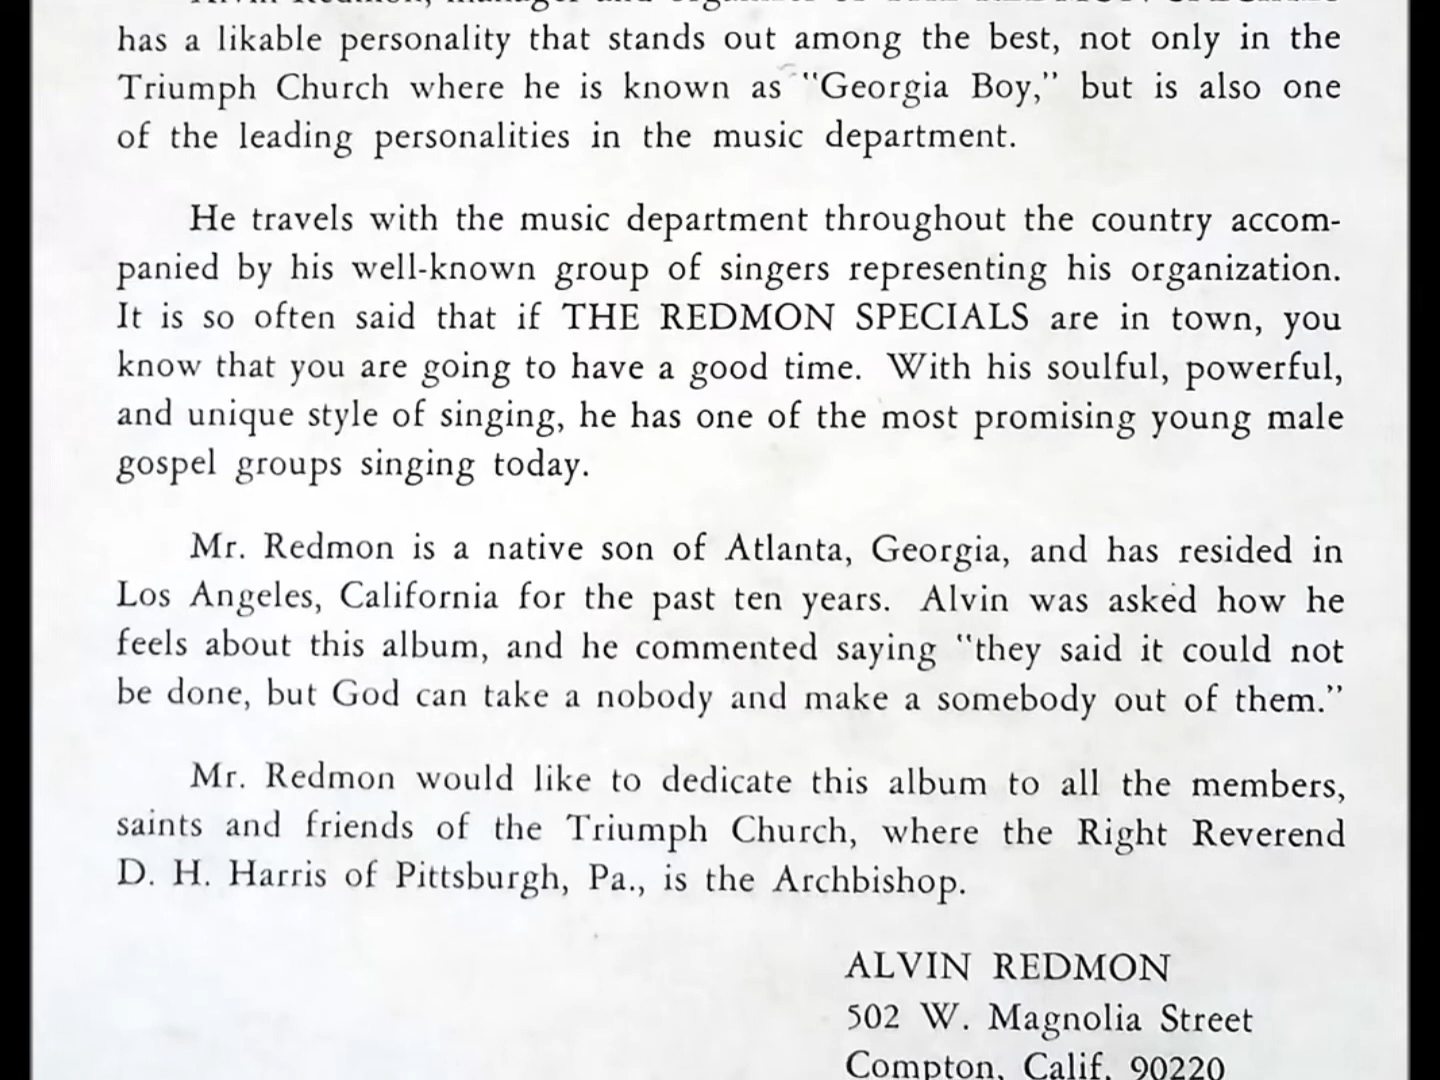 has a likable personality that stands out among the best, not only in the
Triumph Church where he is known as "Georgia Boy," but is also one
of the leading personalities in the music department.
He travels with the music department throughout the country accom-
panied by his well-known group of singers representing his organization.
It is so often said that if THE REDMON SPECIALS are in town, you
know that you are going to have a good time. With his soulful, powerful,
and unique style of singing, he has one of the most promising young male
gospel groups singing today.
Mr. Redmon is a native son of Atlanta, Georgia, and has resided in
Los Angeles, California for the past ten years. Alvin was asked how he
feels about this album, and he commented saying "they said it could not
be done, but God can take a nobody and make a somebody out of them."
Mr. Redmon would like to dedicate this album to all the members,
saints and friends of the Triumph Church, where the Right Reverend
D. H. Harris of Pittsburgh, Pa., is the Archbishop.
ALVIN REDMON
502 W. Magnolia Street
Compton, Calif. 90220